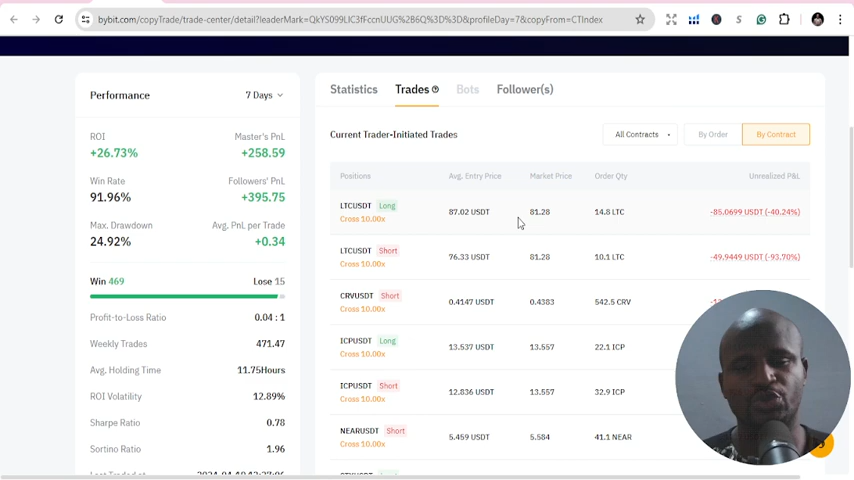 bybit.com/copyTrade/trade-center/detail?leaderMark=QkYS099LIC3fFccnUUG%2B6Q%3D%3D&profileDay=7&copyFrom=CTIndex
Performance
7 Days
ROI
Master's PnL
+26.73%
+258.59
Win Rate
Followers' PnL
91.96%
+395.75
Max. Drawdown
Avg. PnL per Trade
24.92%
+0.34
Win 469
Lose 15
Profit-to-Loss Ratio
0.04 : 1
Weekly Trades
471.47
Avg. Holding Time
11.75Hours
ROI Volatility
12.89%
Sharpe Ratio
0.78
Sortino Ratio
1.96
Statistics
Trades
Bots
Follower(s)
Current Trader-Initiated Trades
All Contracts
By Order
By Contract
Positions
Avg. Entry Price
Market Price
Order Qty
Unrealized P&L
LTCUSDT Long
Cross 10.00x
87.02 USDT
81.28
14.8 LTC
-85.0699 USDT (-40.24%)
LTCUSDT Short
Cross 10.00x
76.33 USDT
81.28
10.1 LTC
-49.9449 USDT (-93.70%)
CRVUSDT Short
Cross 10.00x
0.4147 USDT
0.4383
542.5 CRV
ICPUSDT Long
Cross 10.00x
13.537 USDT
13.557
22.1 ICP
ICPUSDT Short
Cross 10.00x
12.836 USDT
13.557
32.9 ICP
NEARUSDT Short
Cross 10.00x
5.459 USDT
5.584
41.1 NEAR